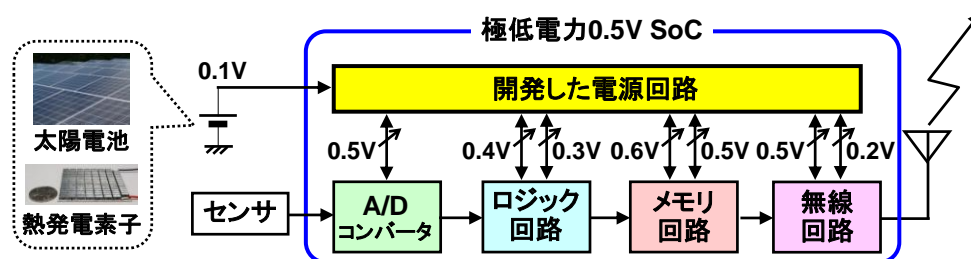 極低電力0.5V SoC
0.1V
開発した電源回路
太陽電池
0.5V
0.4V
0.3V
0.6V
0.5V
0.5V
0.2V
熱発電素子
センサ
A/D
コンバータ
ロジック
回路
メモリ
回路
無線
回路